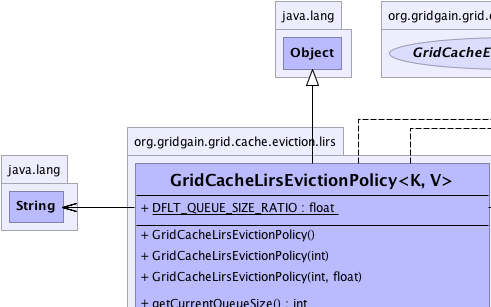 java.lang
org.gridgain.grid.
Object
GridCacheE
org.gridgain.grid.cache.eviction.lirs
java.lang
GridCacheLirsEvictionPolicy<K, V>
String
+ DFLT_QUEUE_SIZE_RATIO : float
+ GridCacheLirsEvictionPolicy()
+ GridCacheLirsEvictionPolicy(int)
+ GridCacheLirsEvictionPolicy(int, float)
+ getCurrentQueueSize() : int